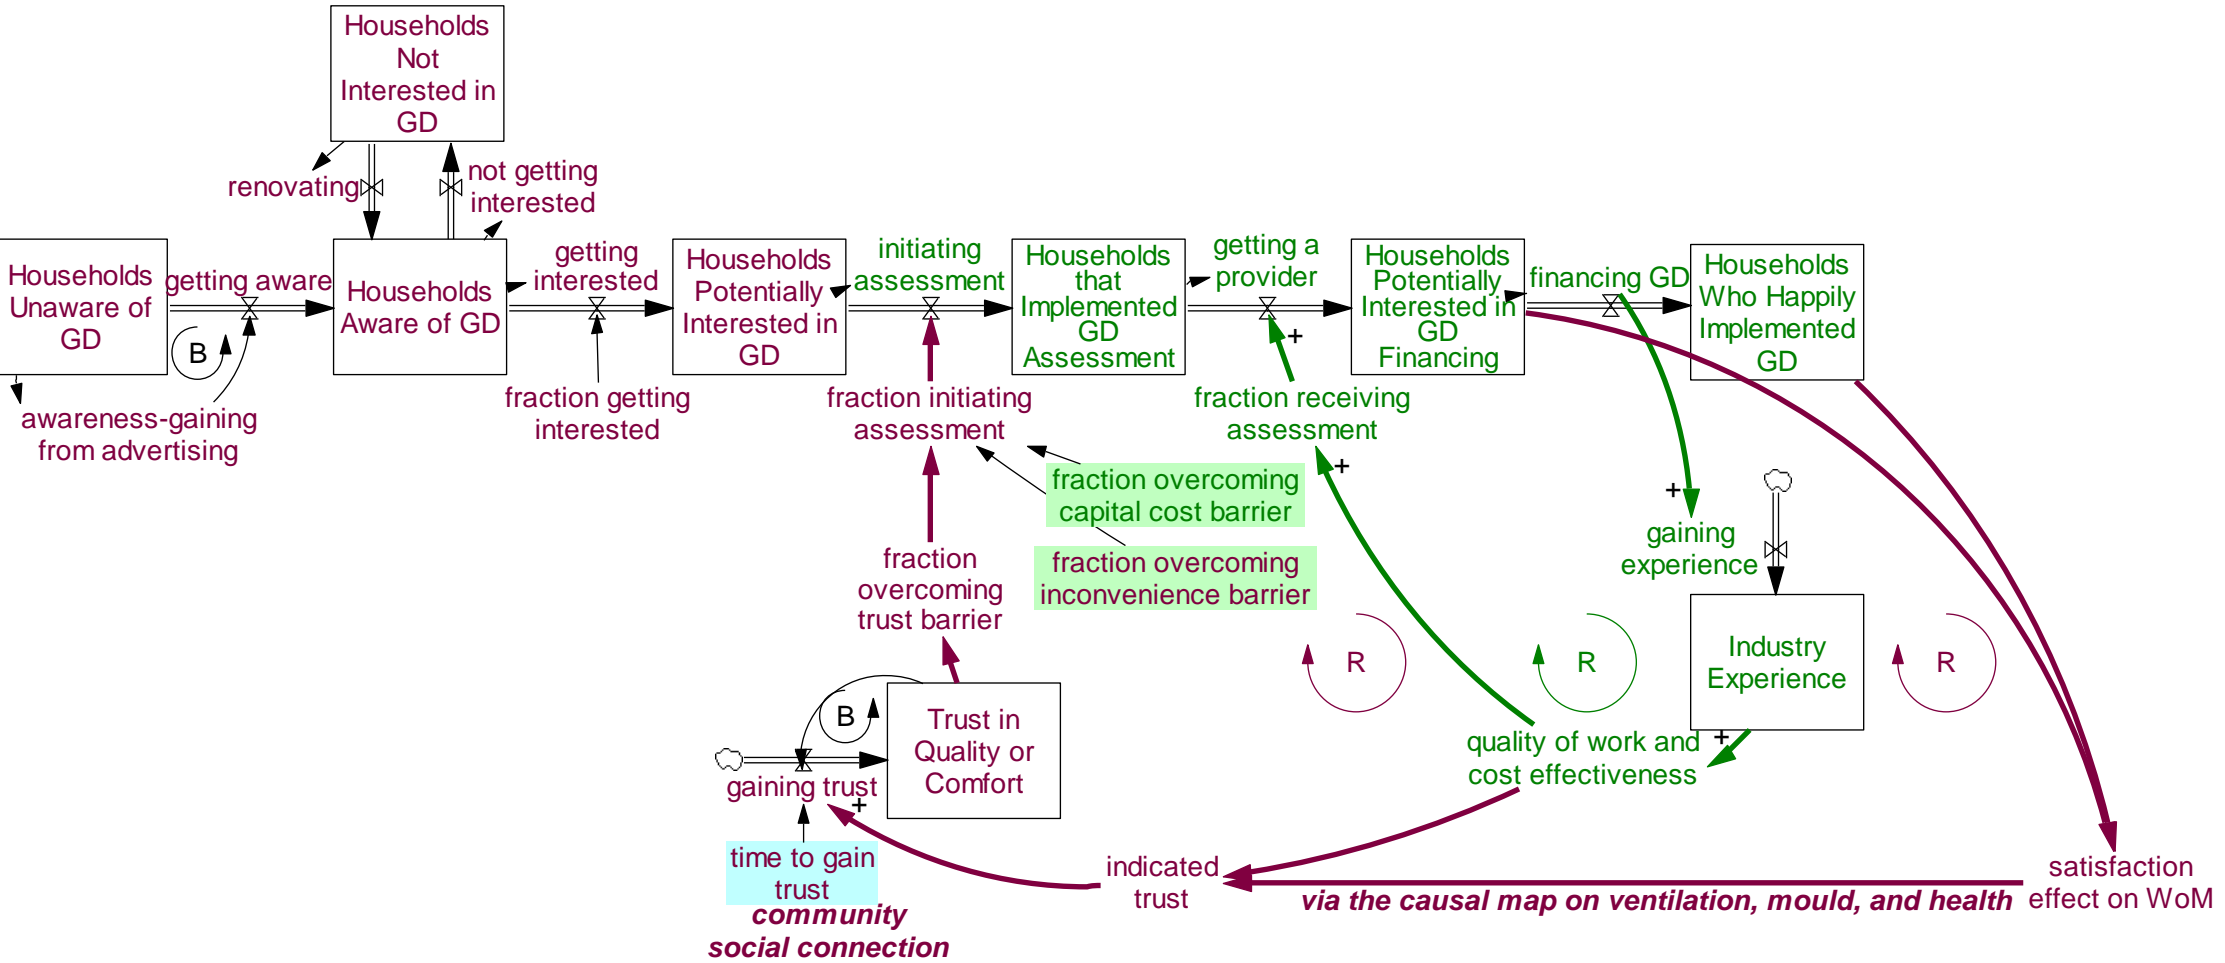 Households
Not
Interested in
GD
renovating
not getting
interested
Households
Unaware of
GD
getting aware
B
awareness-gaining
from advertising
Households
Aware of GD
getting
interested
fraction getting
interested
Households
Potentially
Interested in
GD
initiating
assessment
fraction initiating
assessment
Households
that
Implemented
GD
Assessment
getting a
provider
+
fraction receiving
assessment
+
Households
Potentially
Interested in
GD
Financing
financing GD
Households
Who Happily
Implemented
GD
fraction overcoming
capital cost barrier
fraction overcoming
inconvenience barrier
fraction
overcoming
trust barrier
+
gaining
experience
Industry
Experience
R
R
R
B
Trust in
Quality or
Comfort
gaining trust
+
time to gain
trust
community
social connection
quality of work and
cost effectiveness
+
indicated
trust
via the causal map on ventilation, mould, and health
satisfaction
effect on WoM